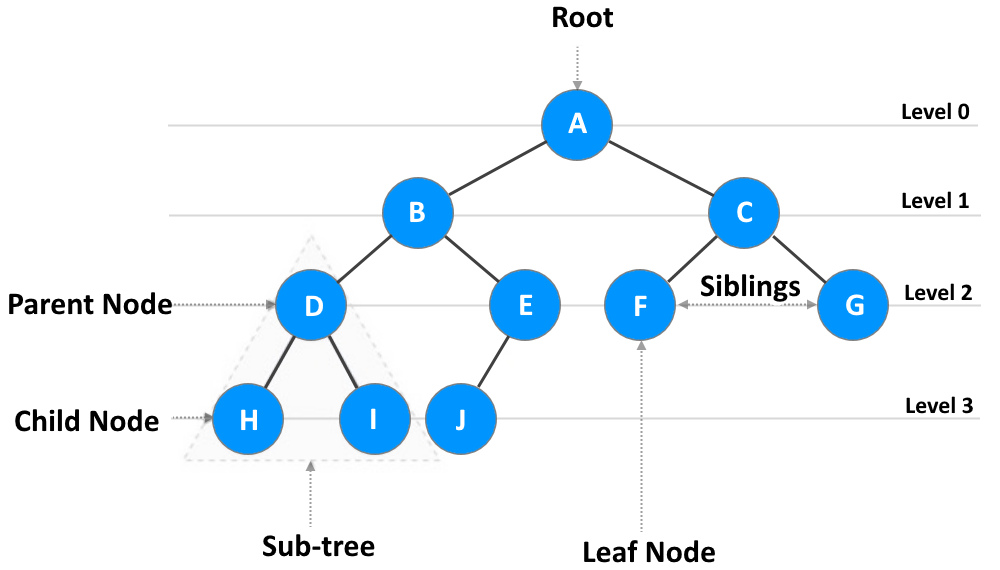 Root
A
Level 0
B
C
Level 1
Parent Node
D
E
F
Siblings
G
Level 2
Child Node
H
I
J
Level 3
Sub-tree
Leaf Node